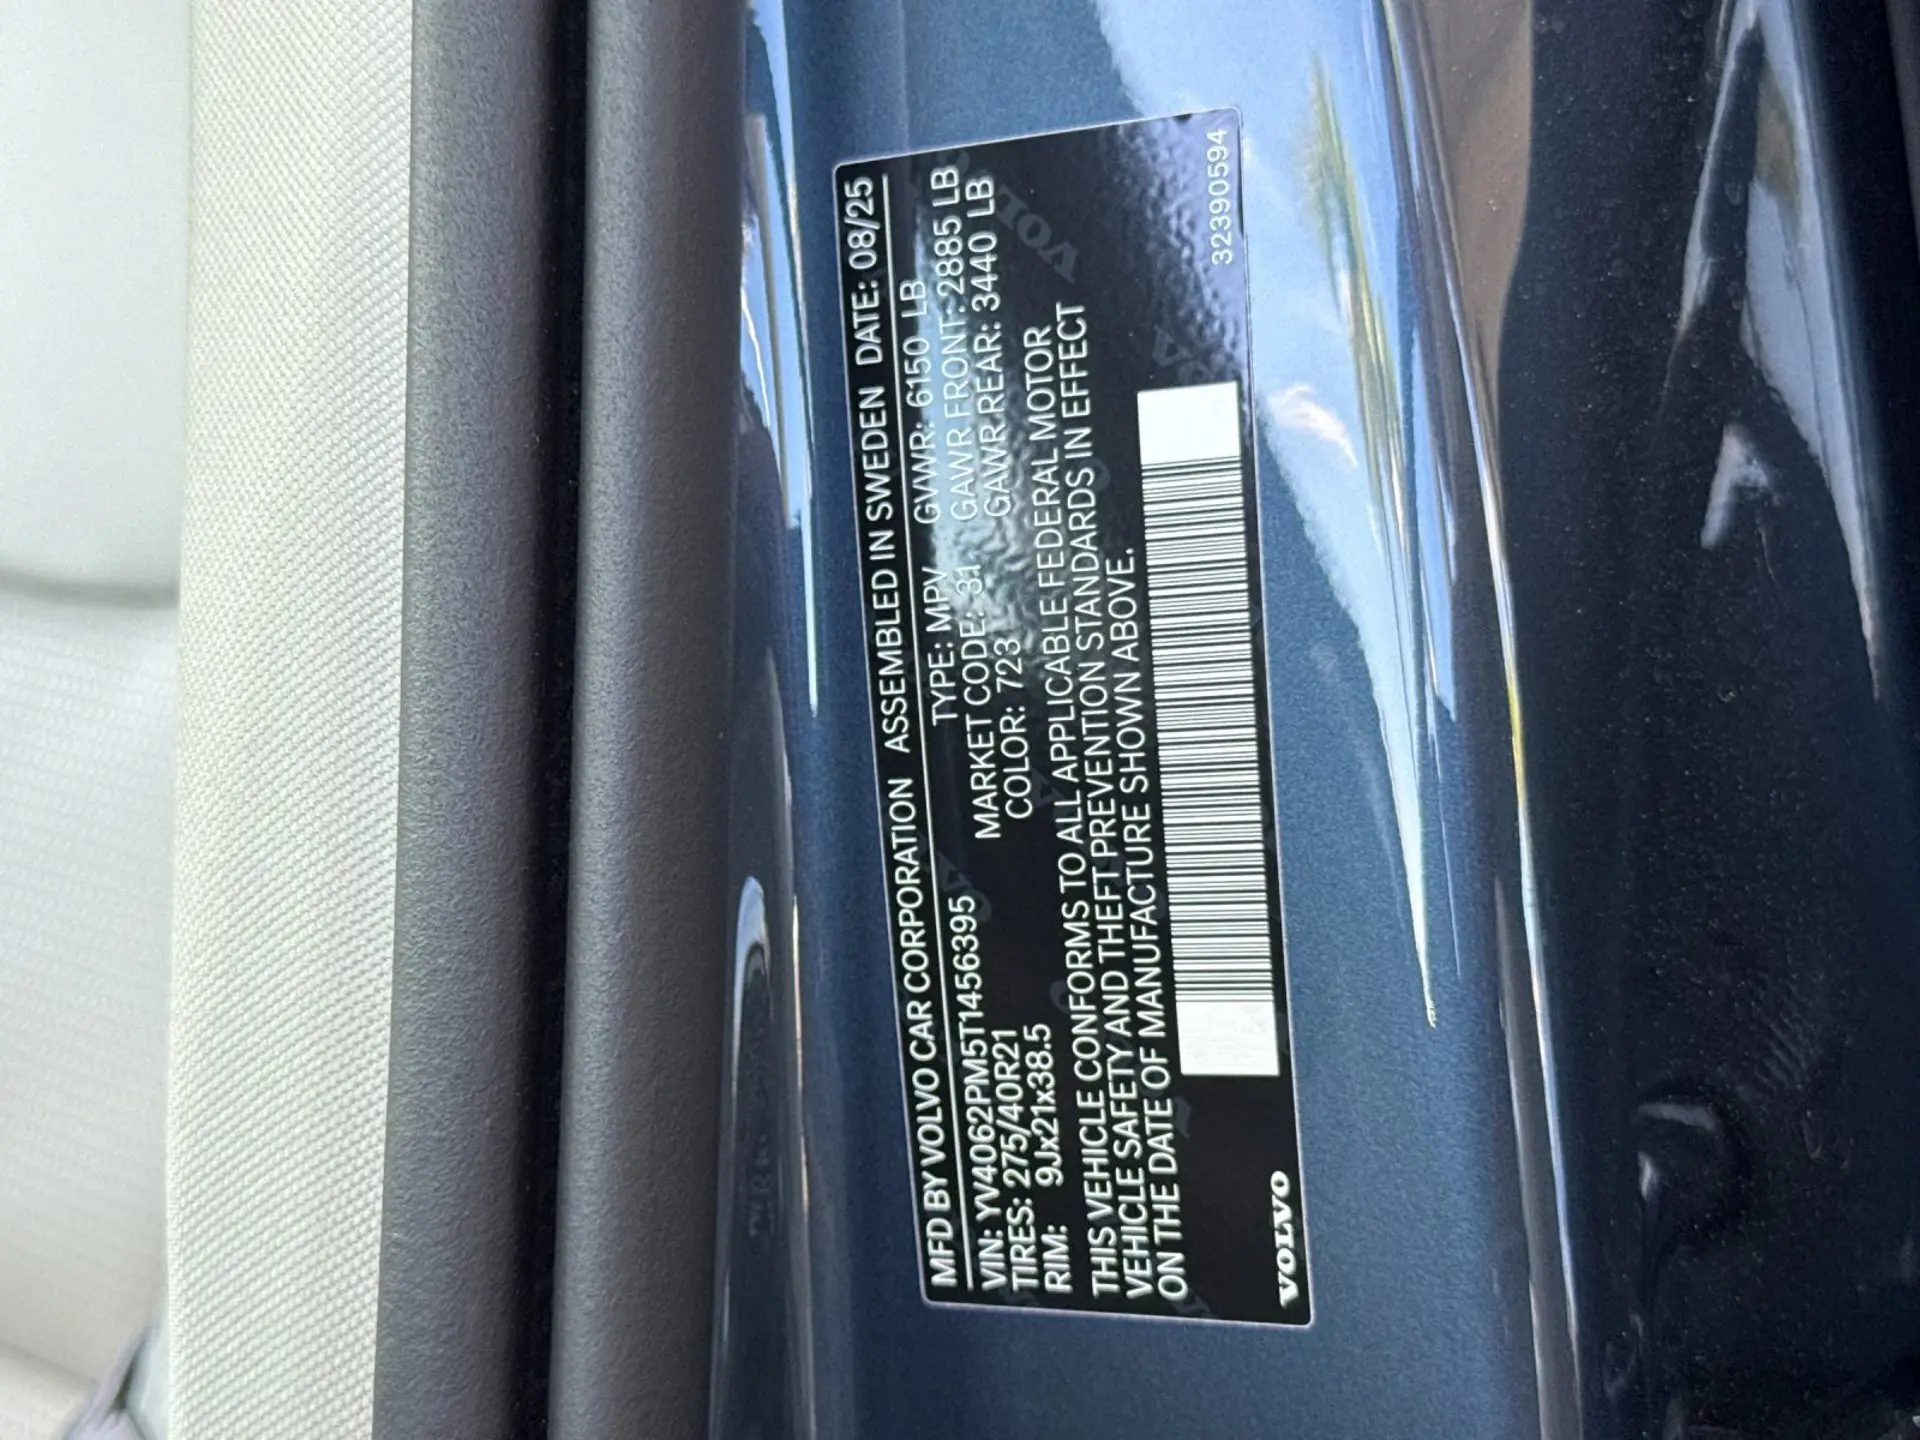 MFD BY VOLVO CAR CORPORATION ASSEMBLED IN SWEDEN DATE: 08/25
VIN: YV4062PM5T1456395 TYPE: MPV GVWR: 6150 LB
TIRES: 275/40R21 MARKET CODE: 31 GAWR FRONT: 2885 LB
RIM: 9Jx21x38.5 COLOR: 723 GAWR REAR: 3440 LB
THIS VEHICLE CONFORMS TO ALL APPLICABLE FEDERAL MOTOR
VEHICLE SAFETY AND THEFT PREVENTION STANDARDS IN EFFECT
ON THE DATE OF MANUFACTURE SHOWN ABOVE.
VOLVO 32390594